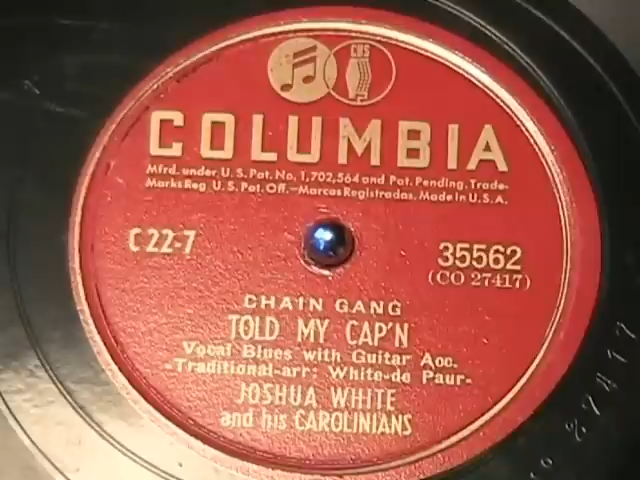 CBS
COLUMBIA
Mfrd. under U.S. Pat. No. 1,702,564 and Pat. Pending. Trade-
Marks Reg. U.S. Pat. Off.—Marcas Registradas. Made in U.S.A.
C 22-7
35562
(CO 27417)
CHAIN GANG
TOLD MY CAP'N
Vocal Blues with Guitar Acc.
-Traditional-arr: White-de Paur-
JOSHUA WHITE
and his CAROLINIANS
27417